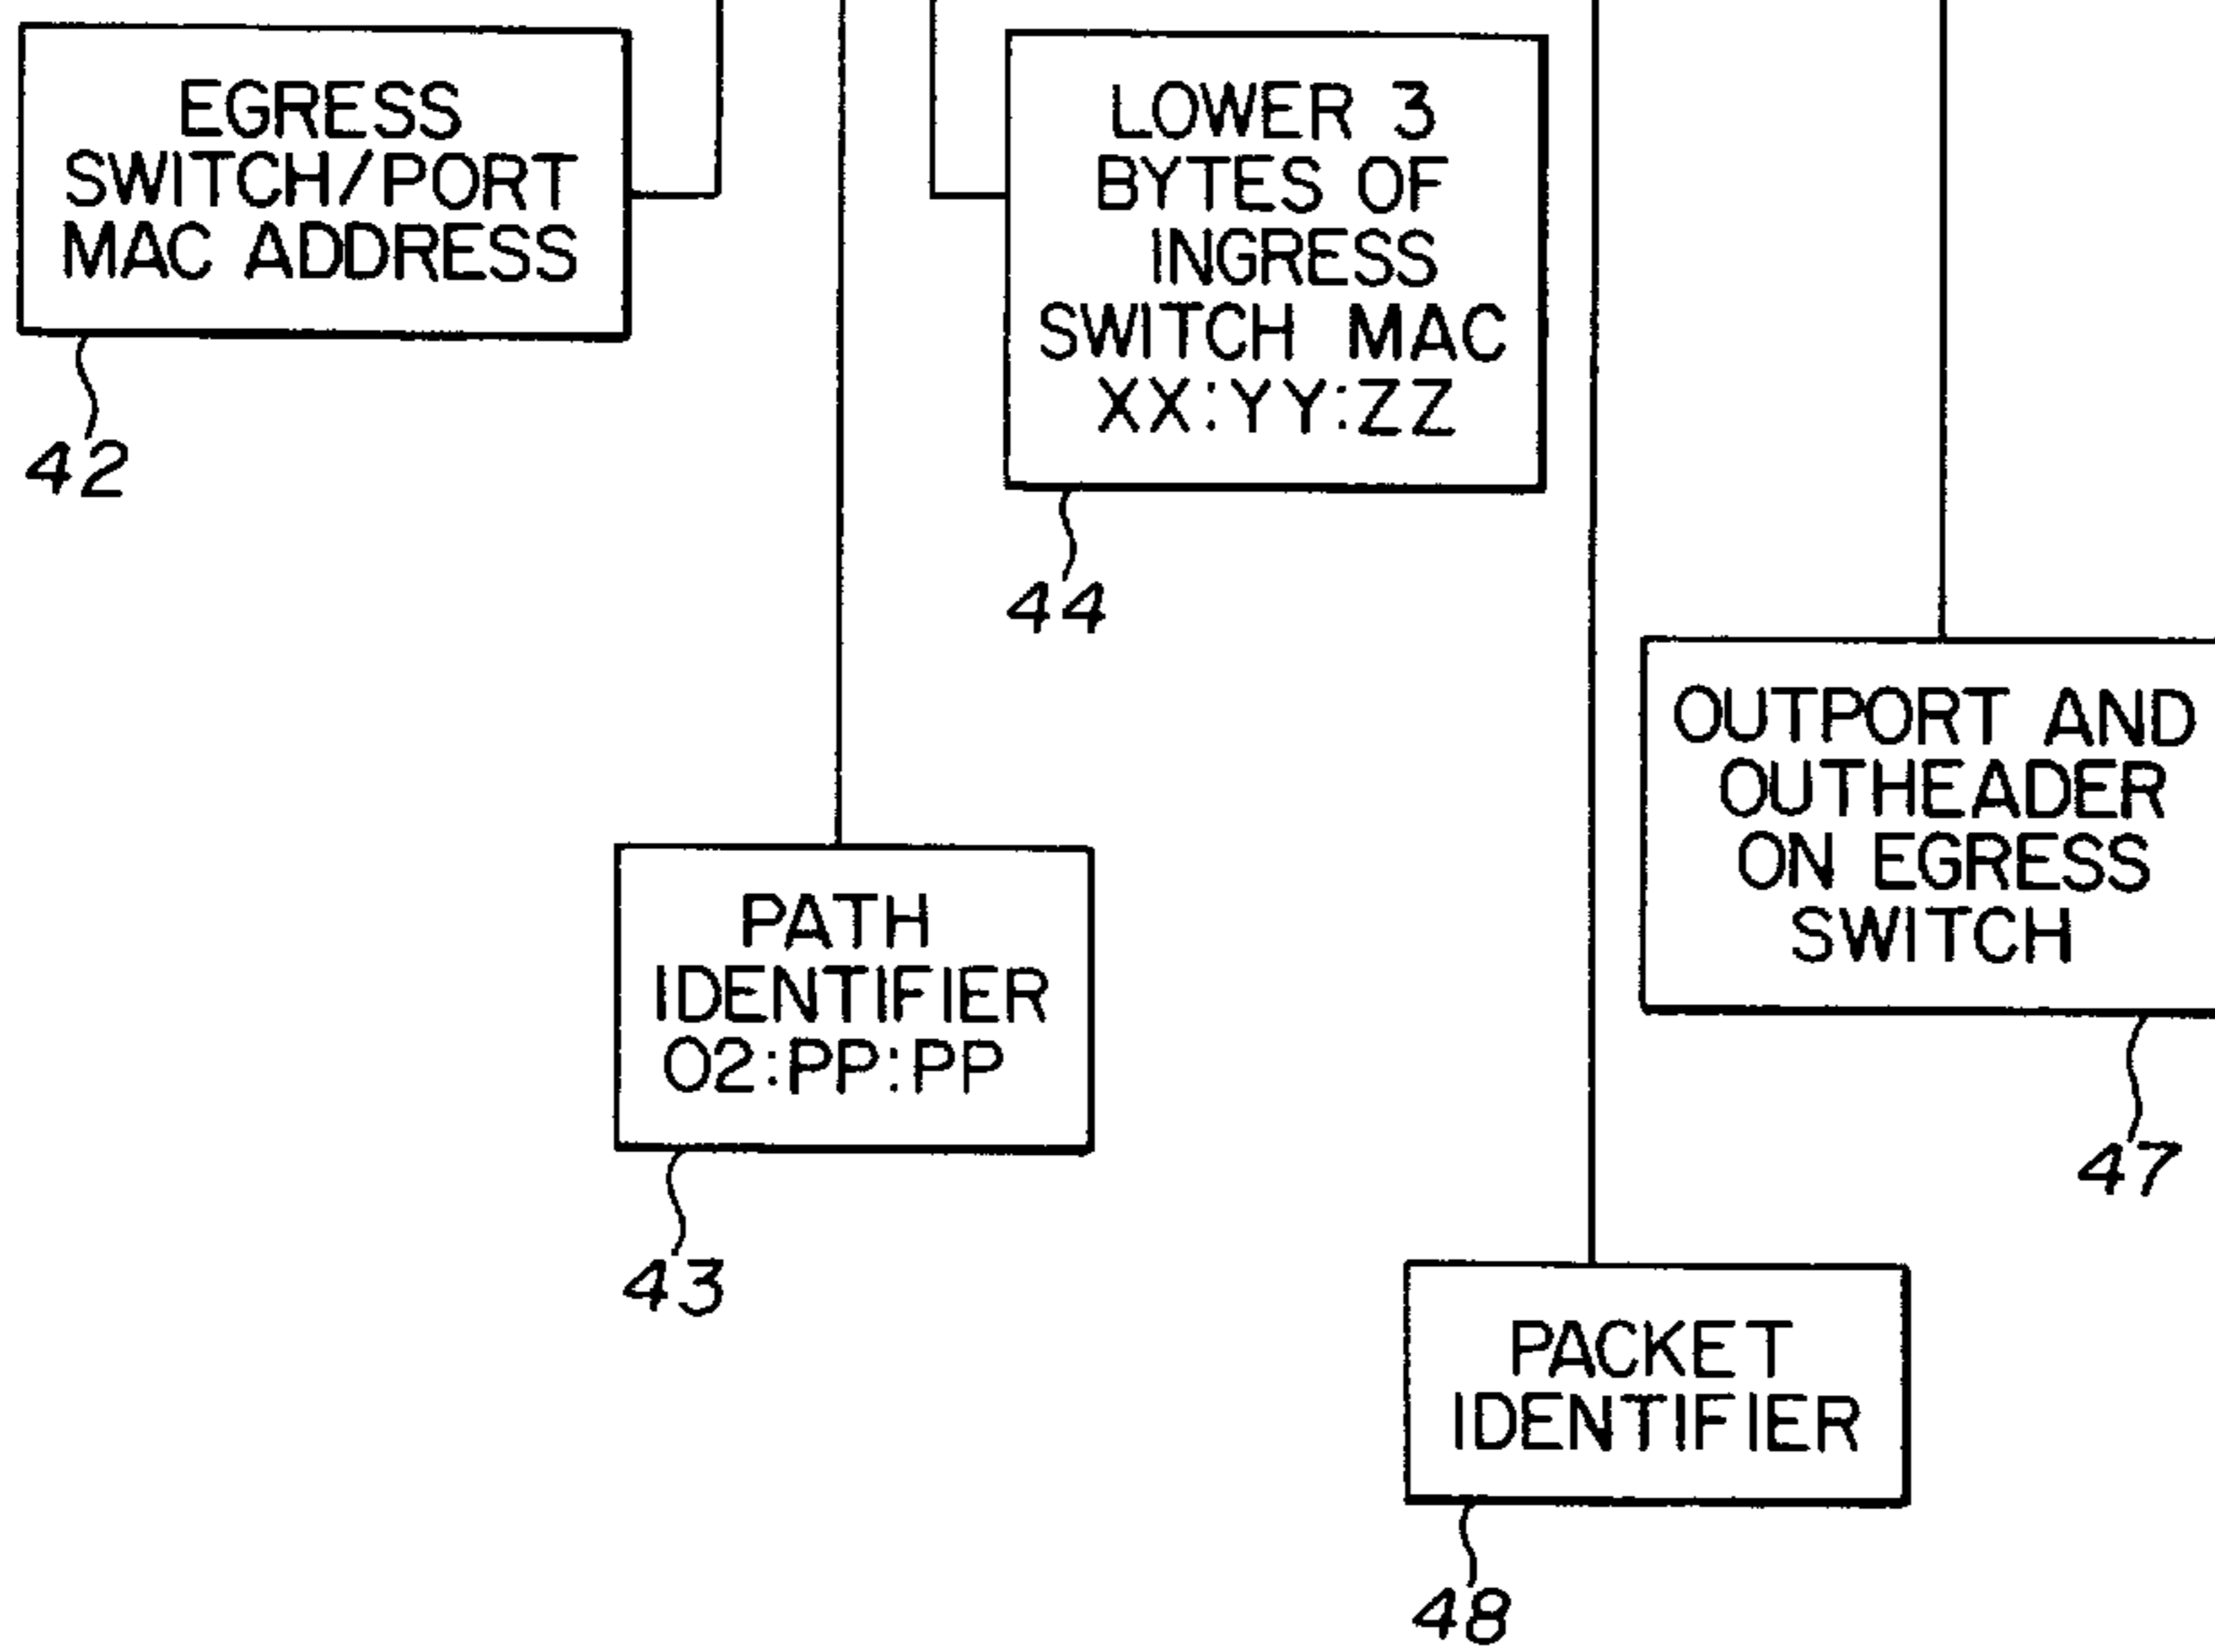 EGRESS
SWITCH/PORT
MAC ADDRESS
42
LOWER 3
BYTES OF
INGRESS
SWITCH MAC
XX:YY:ZZ
44
OUTPORT AND
OUTHEADER
ON EGRESS
SWITCH
47
PATH
IDENTIFIER
02:PP:PP
43
PACKET
IDENTIFIER
48